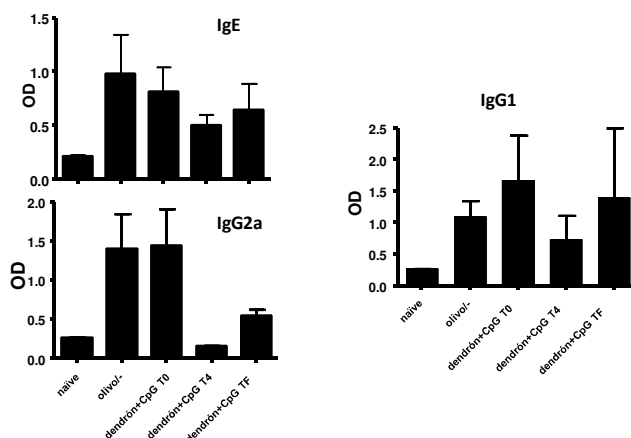 IgE
OD
1.5
1.0
0.5
0.0
IgG2a
OD
2.0
1.5
1.0
0.5
0.0
naïve
olivo/-
dendrón+CpG T0
dendrón+CpG T4
dendrón+CpG TF
IgG1
OD
2.5
2.0
1.5
1.0
0.5
0.0
naïve
olivo/-
dendrón+CpG T0
dendrón+CpG T4
dendrón+CpG TF